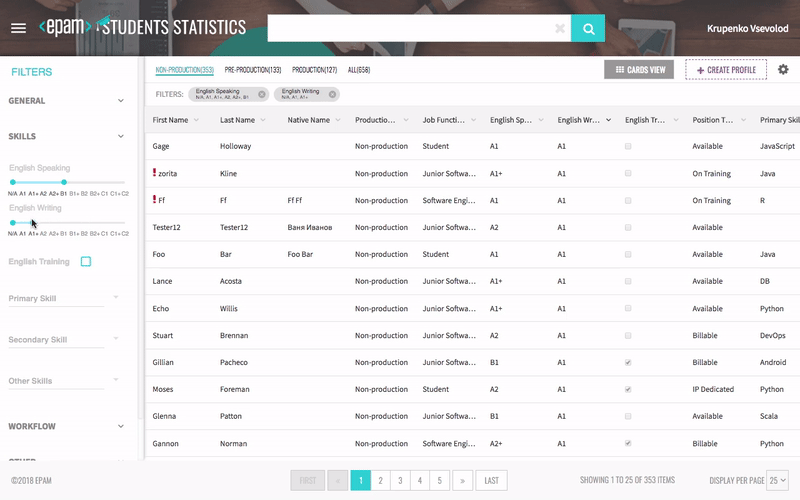 <epam> STUDENTS STATISTICS
Krupenko Vsevolod
FILTERS
GENERAL
SKILLS
English Speaking
N/A A1 A1+ A2 A2+ B1 B1+ B2 B2+ C1 C1+ C2
English Writing
N/A A1 A1+ A2 A2+ B1 B1+ B2 B2+ C1 C1+ C2
English Training
Primary Skill
Secondary Skill
Other Skills
WORKFLOW
NON-PRODUCTION(353) PRE-PRODUCTION(133) PRODUCTION(127) ALL(658)
CARDS VIEW
+ CREATE PROFILE
FILTERS:
English Speaking
N/A, A1, A1+, A2, A2+, B1
English Writing
N/A, A1, A1+
First Name Last Name Native Name Productio... Job Functi... English Sp... English Wr... English Tr... Position T... Primary Skil
Gage Holloway Non-production Student A1 A1 Available JavaScript
! zorita Kline Non-production Junior Softwa... A1+ A1 On Training Java
! Ff Ff Ff Ff Non-production Software Engi... A1 A1 On Training R
Tester12 Tester12 Ваня Иванов Non-production Junior Softwa... A2 A1 Available
Foo Bar Foo Bar Non-production Student A1 A1 Available Java
Lance Acosta Non-production Junior Softwa... A1+ A1 Available DB
Echo Willis Non-production Junior Softwa... A1+ A1 Available Python
Stuart Brennan Non-production Junior Softwa... A2 A1 Billable DevOps
Gillian Pacheco Non-production Junior Softwa... B1 A1 Billable Android
Moses Foreman Non-production Student A2 A1 IP Dedicated Python
Glenna Patton Non-production Junior Softwa... B1 A1 Available Scala
Gannon Norman Non-production Software Engi... A2+ A1 Billable Python
©2018 EPAM
FIRST « 1 2 3 4 5 » LAST
SHOWING 1 TO 25 OF 353 ITEMS
DISPLAY PER PAGE 25